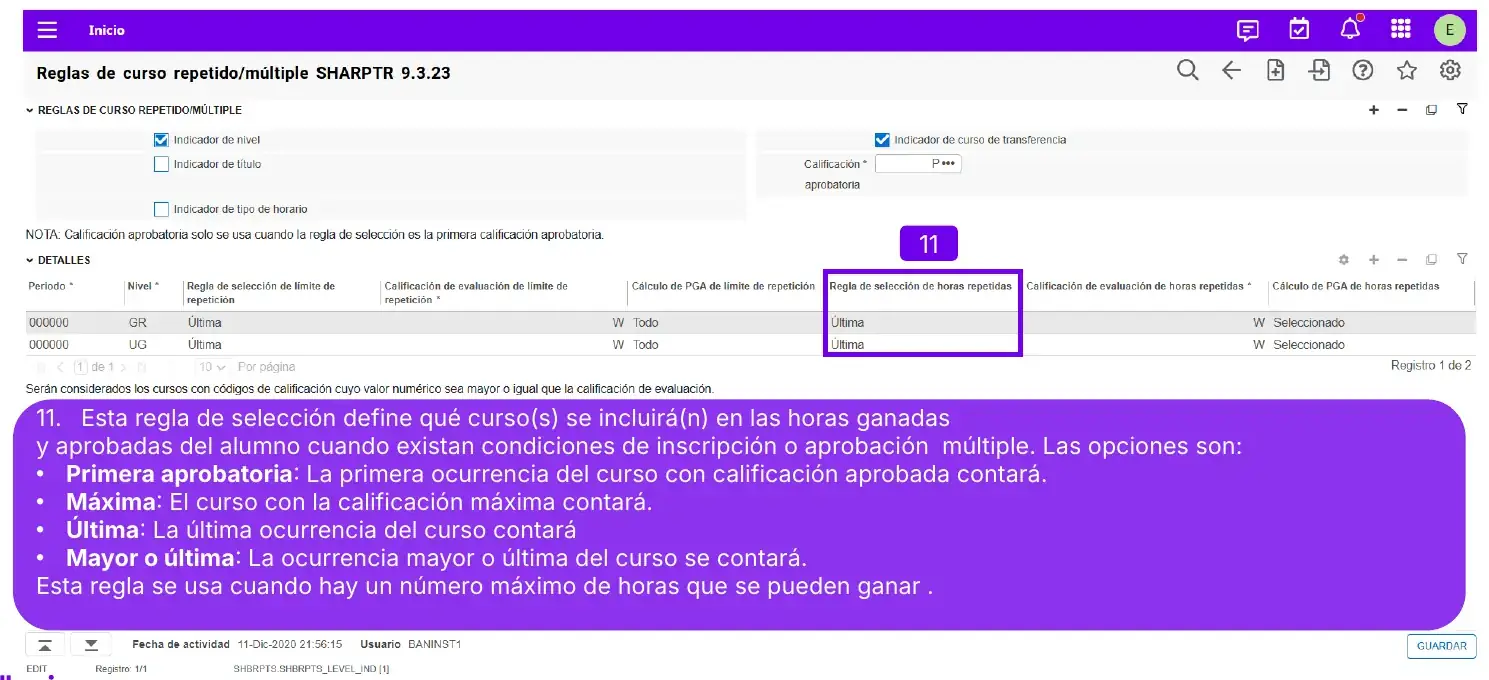 Inicio
E
Reglas de curso repetido/múltiple SHARPTR 9.3.23
REGLAS DE CURSO REPETIDO/MÚLTIPLE
Indicador de nivel
Indicador de curso de transferencia
Indicador de título
Calificación * P•••
aprobatoria
Indicador de tipo de horario
NOTA: Calificación aprobatoria solo se usa cuando la regla de selección es la primera calificación aprobatoria.
11
DETALLES
Periodo * Nivel * Regla de selección de límite de repetición Calificación de evaluación de límite de repetición * Cálculo de PGA de límite de repetición Regla de selección de horas repetidas Calificación de evaluación de horas repetidas * Cálculo de PGA de horas repetidas
000000 GR Última W Todo Última W Seleccionado
000000 UG Última W Todo Última W Seleccionado
1 de 1 10 Por página Registro 1 de 2
Serán considerados los cursos con códigos de calificación cuyo valor numérico sea mayor o igual que la calificación de evaluación.
11. Esta regla de selección define qué curso(s) se incluirá(n) en las horas ganadas
y aprobadas del alumno cuando existan condiciones de inscripción o aprobación múltiple. Las opciones son:
• Primera aprobatoria: La primera ocurrencia del curso con calificación aprobada contará.
• Máxima: El curso con la calificación máxima contará.
• Última: La última ocurrencia del curso contará
• Mayor o última: La ocurrencia mayor o última del curso se contará.
Esta regla se usa cuando hay un número máximo de horas que se pueden ganar .
Fecha de actividad 11-Dic-2020 21:56:15 Usuario BANINST1
GUARDAR
EDIT Registro: 1/1 SHBRPTS.SHBRPTS_LEVEL_IND [1]